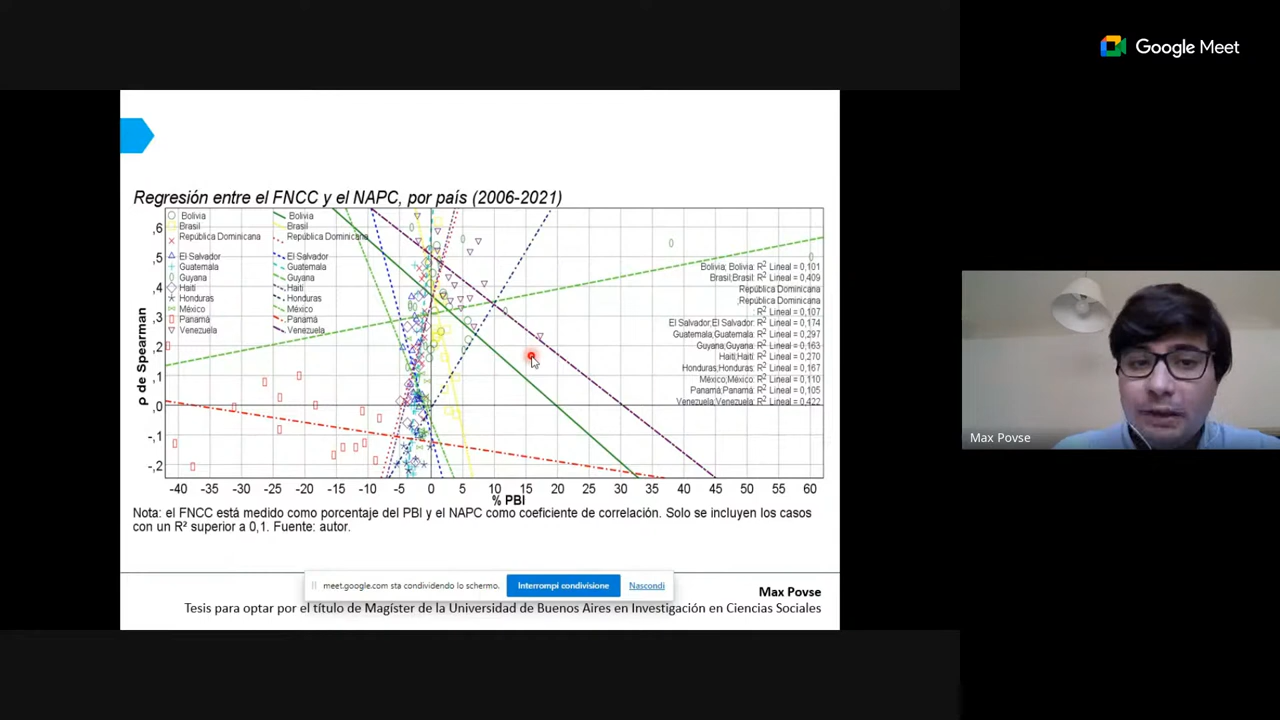 Google Meet
Regresión entre el FNCC y el NAPC, por país (2006-2021)
Bolivia
Brasil
República Dominicana
El Salvador
Guatemala
Guyana
Haití
Honduras
México
Panamá
Venezuela
Bolivia
Brasil
República Dominicana
El Salvador
Guatemala
Guyana
Haití
Honduras
México
Panamá
Venezuela
Bolivia; Bolivia: R² Lineal = 0,101
Brasil;Brasil: R² Lineal = 0,409
República Dominicana
;República Dominicana
: R² Lineal = 0,107
El Salvador;El Salvador: R² Lineal = 0,174
Guatemala;Guatemala: R² Lineal = 0,297
Guyana;Guyana: R² Lineal = 0,163
Haití;Haití: R² Lineal = 0,270
Honduras;Honduras: R² Lineal = 0,167
México;México: R² Lineal = 0,110
Panamá;Panamá: R² Lineal = 0,105
Venezuela;Venezuela: R² Lineal = 0,422
ρ de Spearman
,6
,5
,4
,3
,2
,1
,0
-,1
-,2
-40 -35 -30 -25 -20 -15 -10 -5 0 5 10 15 20 25 30 35 40 45 50 55 60
% PBI
Nota: el FNCC está medido como porcentaje del PBI y el NAPC como coeficiente de correlación. Solo se incluyen los casos
con un R² superior a 0,1. Fuente: autor.
meet.google.com sta condividendo lo schermo. Interrompi condivisione Nascondi
Max Povse
Tesis para optar por el título de Magíster de la Universidad de Buenos Aires en Investigación en Ciencias Sociales
Max Povse